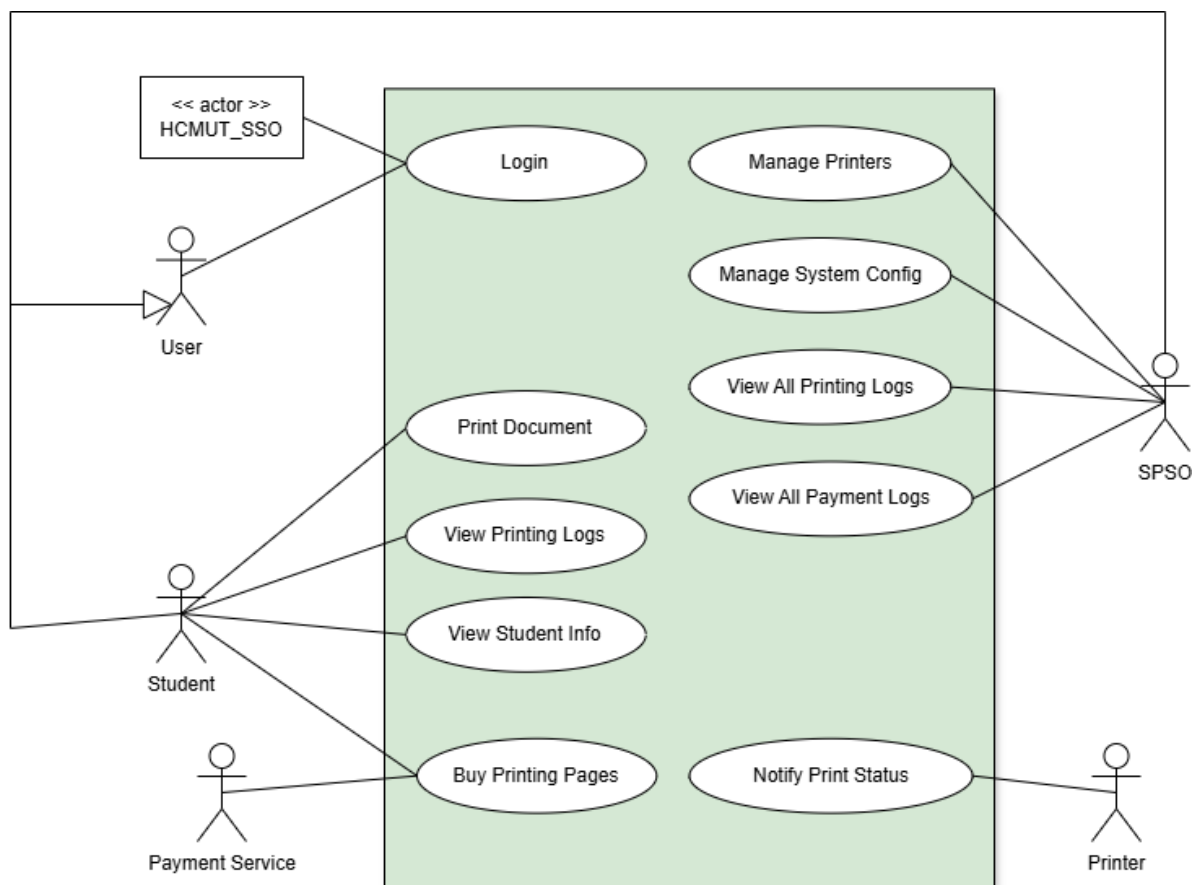 << actor >>
HCMUT_SSO
Login
Manage Printers
User
Manage System Config
View All Printing Logs
Print Document
SPSO
View All Payment Logs
View Printing Logs
View Student Info
Student
Buy Printing Pages
Notify Print Status
Payment Service
Printer